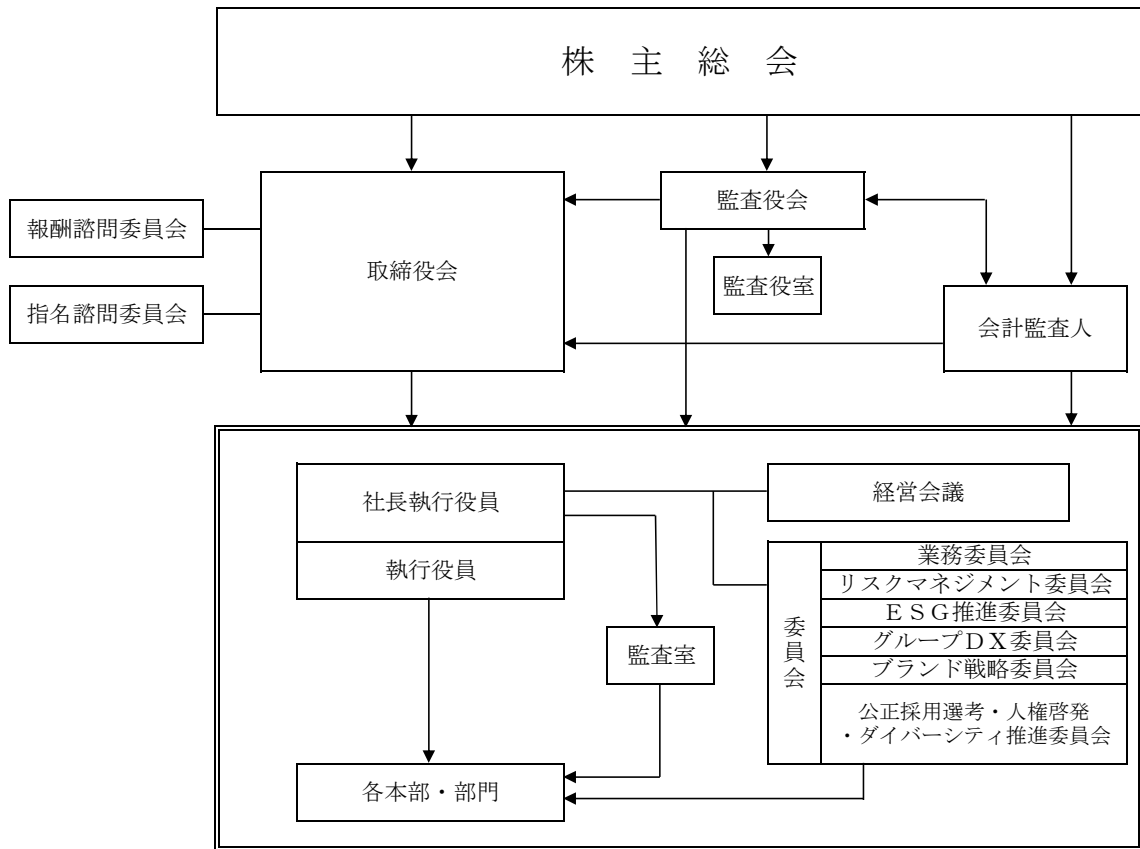 株主総会
監査役会
報酬諮問委員会
取締役会
監査役室
指名諮問委員会
会計監査人
社長執行役員
経営会議
執行役員
委員会
業務委員会
リスクマネジメント委員会
ＥＳＧ推進委員会
グループＤＸ委員会
ブランド戦略委員会
公正採用選考・人権啓発
・ダイバーシティ推進委員会
監査室
各本部・部門